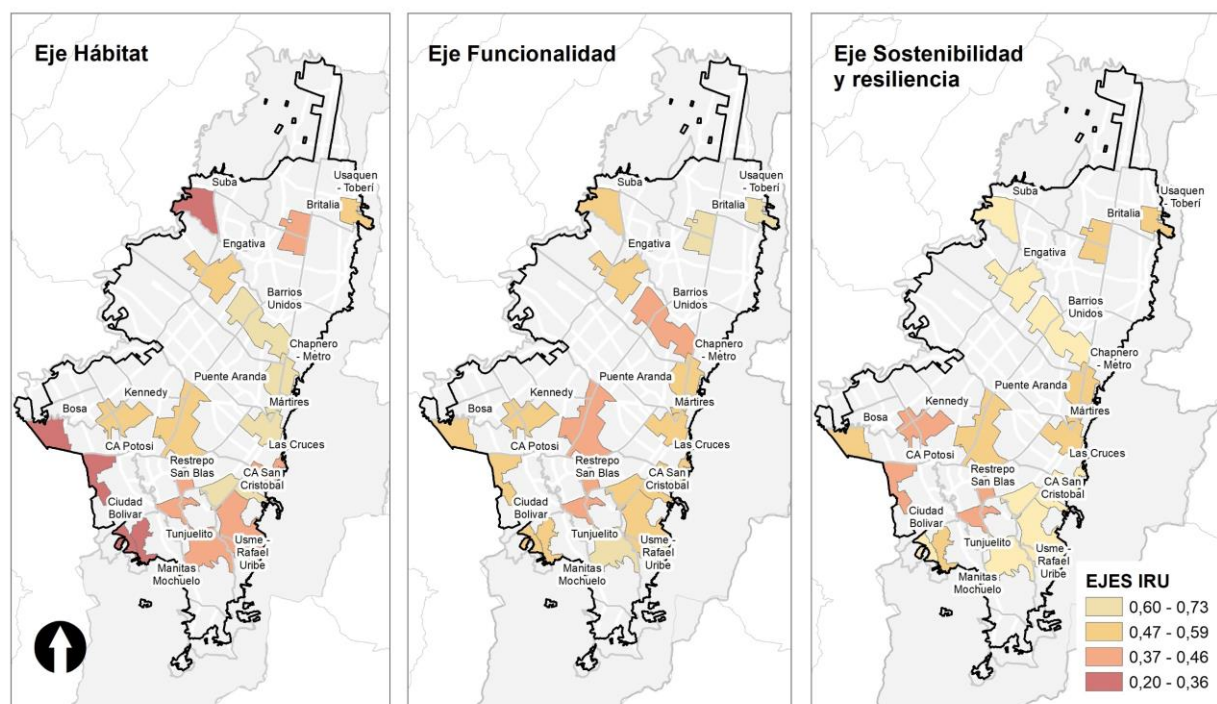 Eje Hábitat
Suba
Usaquen
- Toberí
Britalia
Engativa
Barrios
Unidos
Chapnero
- Metro
Puente Aranda
Kennedy
Mártires
Bosa
Las Cruces
CA Potosi
Restrepo
San Blas
CA San
Cristobal
Ciudad
Bolivar
Tunjuelito
Usme -
Rafael
Uribe
Manitas
Mochuelo
Eje Funcionalidad
Suba
Usaquen
- Toberí
Britalia
Engativa
Barrios
Unidos
Chapnero
- Metro
Puente Aranda
Kennedy
Mártires
Bosa
Las Cruces
CA Potosi
Restrepo
San Blas
CA San
Cristobal
Ciudad
Bolivar
Tunjuelito
Usme -
Rafael
Uribe
Manitas
Mochuelo
Eje Sostenibilidad
y resiliencia
Suba
Usaquen
- Toberí
Britalia
Engativa
Barrios
Unidos
Chapnero
- Metro
Puente Aranda
Kennedy
Mártires
Bosa
Las Cruces
CA Potosi
Restrepo
San Blas
CA San
Cristobal
Ciudad
Bolivar
Tunjuelito
Usme -
Rafael
Uribe
Manitas
Mochuelo
EJES IRU
0,60 - 0,73
0,47 - 0,59
0,37 - 0,46
0,20 - 0,36